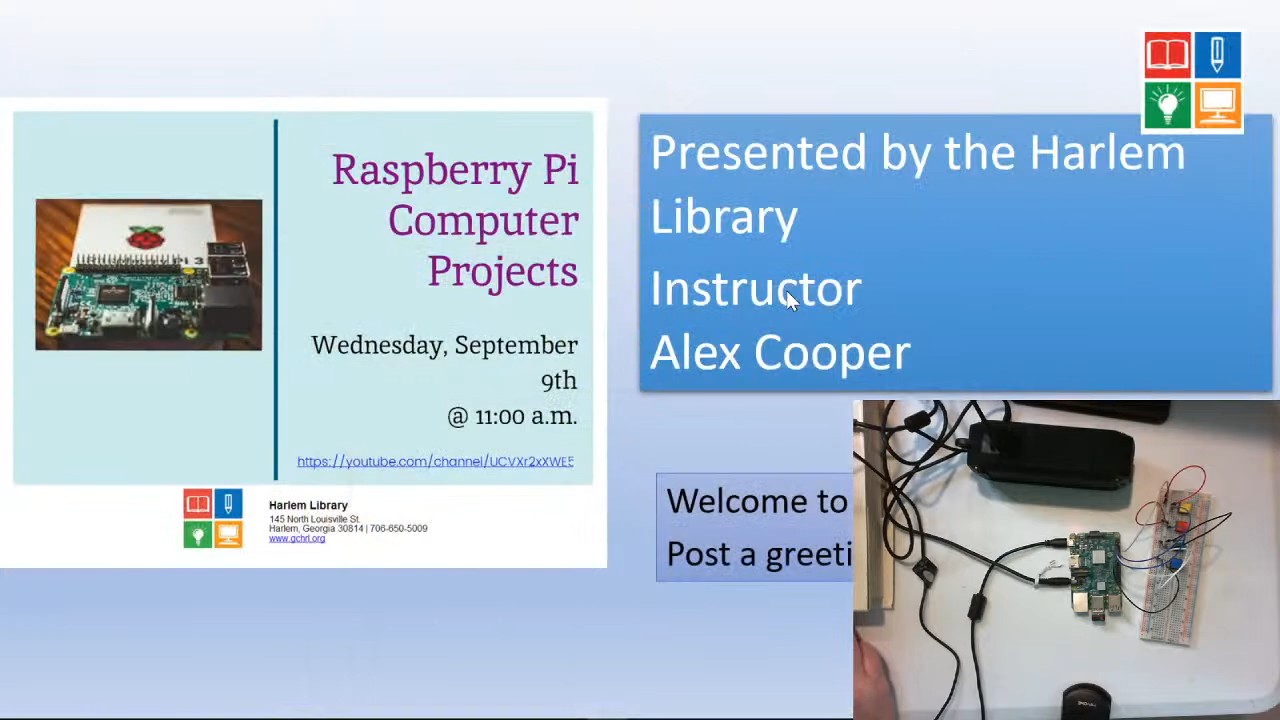 Raspberry Pi
Computer
Projects
Wednesday, September
9th
@ 11:00 a.m.
https://youtube.com/channel/UCVXr2xXWE5
Harlem Library
145 North Louisville St.
Harlem, Georgia 30814 | 706-650-5009
www.gchrl.org
Presented by the Harlem
Library
Instructor
Alex Cooper
Welcome to
Post a greeti